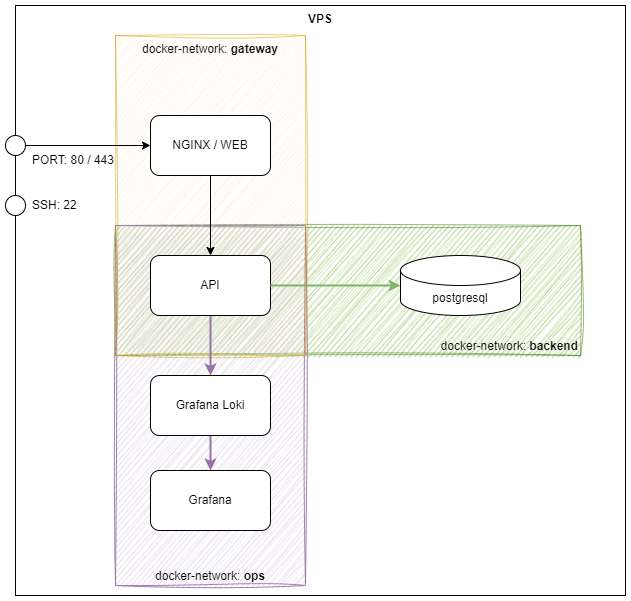 VPS
docker-network: gateway
NGINX / WEB
PORT: 80 / 443
SSH: 22
API
postgresql
docker-network: backend
Grafana Loki
Grafana
docker-network: ops